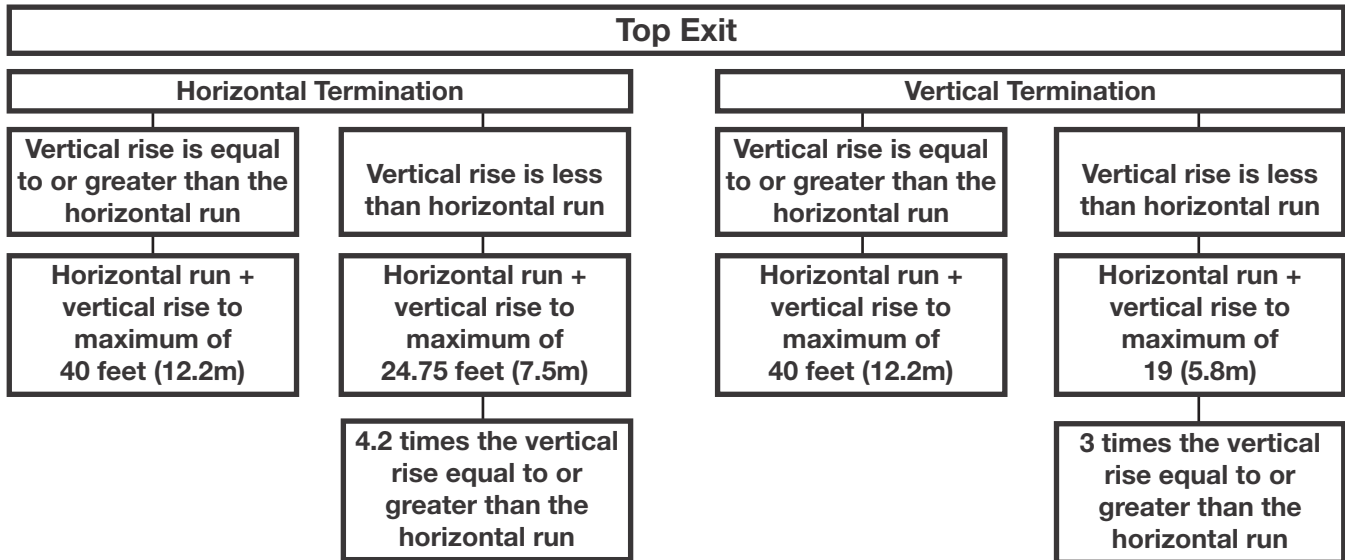 Top Exit
Horizontal Termination
Vertical Termination
Vertical rise is equal
to or greater than the
horizontal run
Vertical rise is less
than horizontal run
Vertical rise is equal
to or greater than the
horizontal run
Vertical rise is less
than horizontal run
Horizontal run +
vertical rise to
maximum of
40 feet (12.2m)
Horizontal run +
vertical rise to
maximum of
24.75 feet (7.5m)
Horizontal run +
vertical rise to
maximum of
40 feet (12.2m)
Horizontal run +
vertical rise to
maximum of
19 (5.8m)
4.2 times the vertical
rise equal to or
greater than the
horizontal run
3 times the vertical
rise equal to or
greater than the
horizontal run